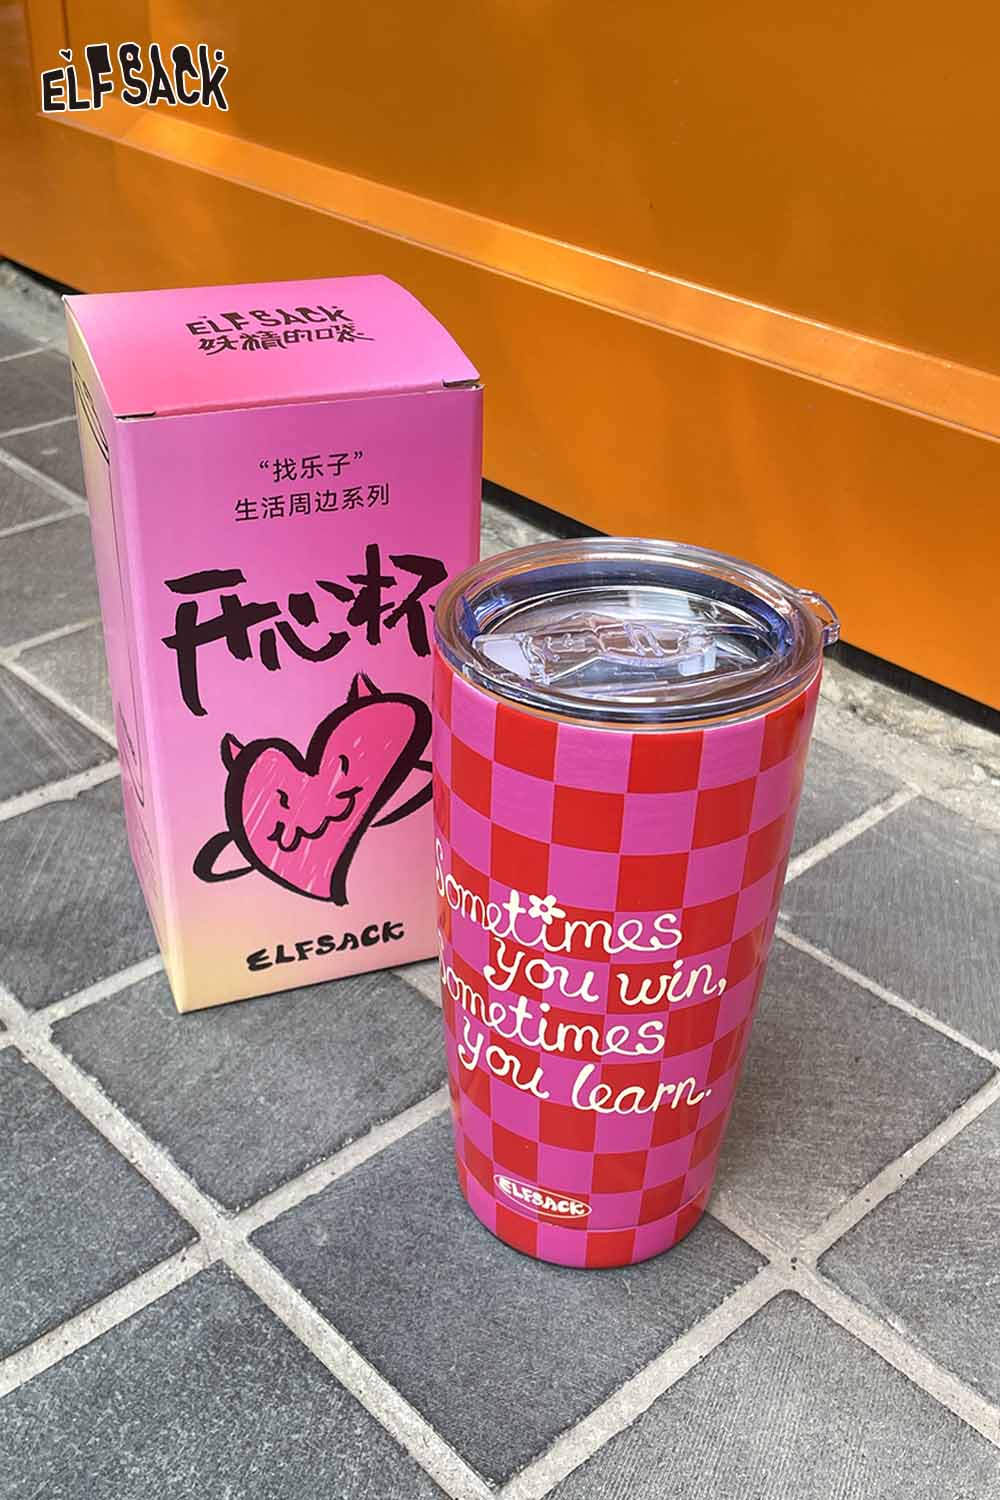 ELFSACK
ELFSACK
妖精的口袋
“找乐子”
生活周边系列
开心杯
ELFSACK
Sometimes
you win,
Sometimes
you learn.
ELFSACK